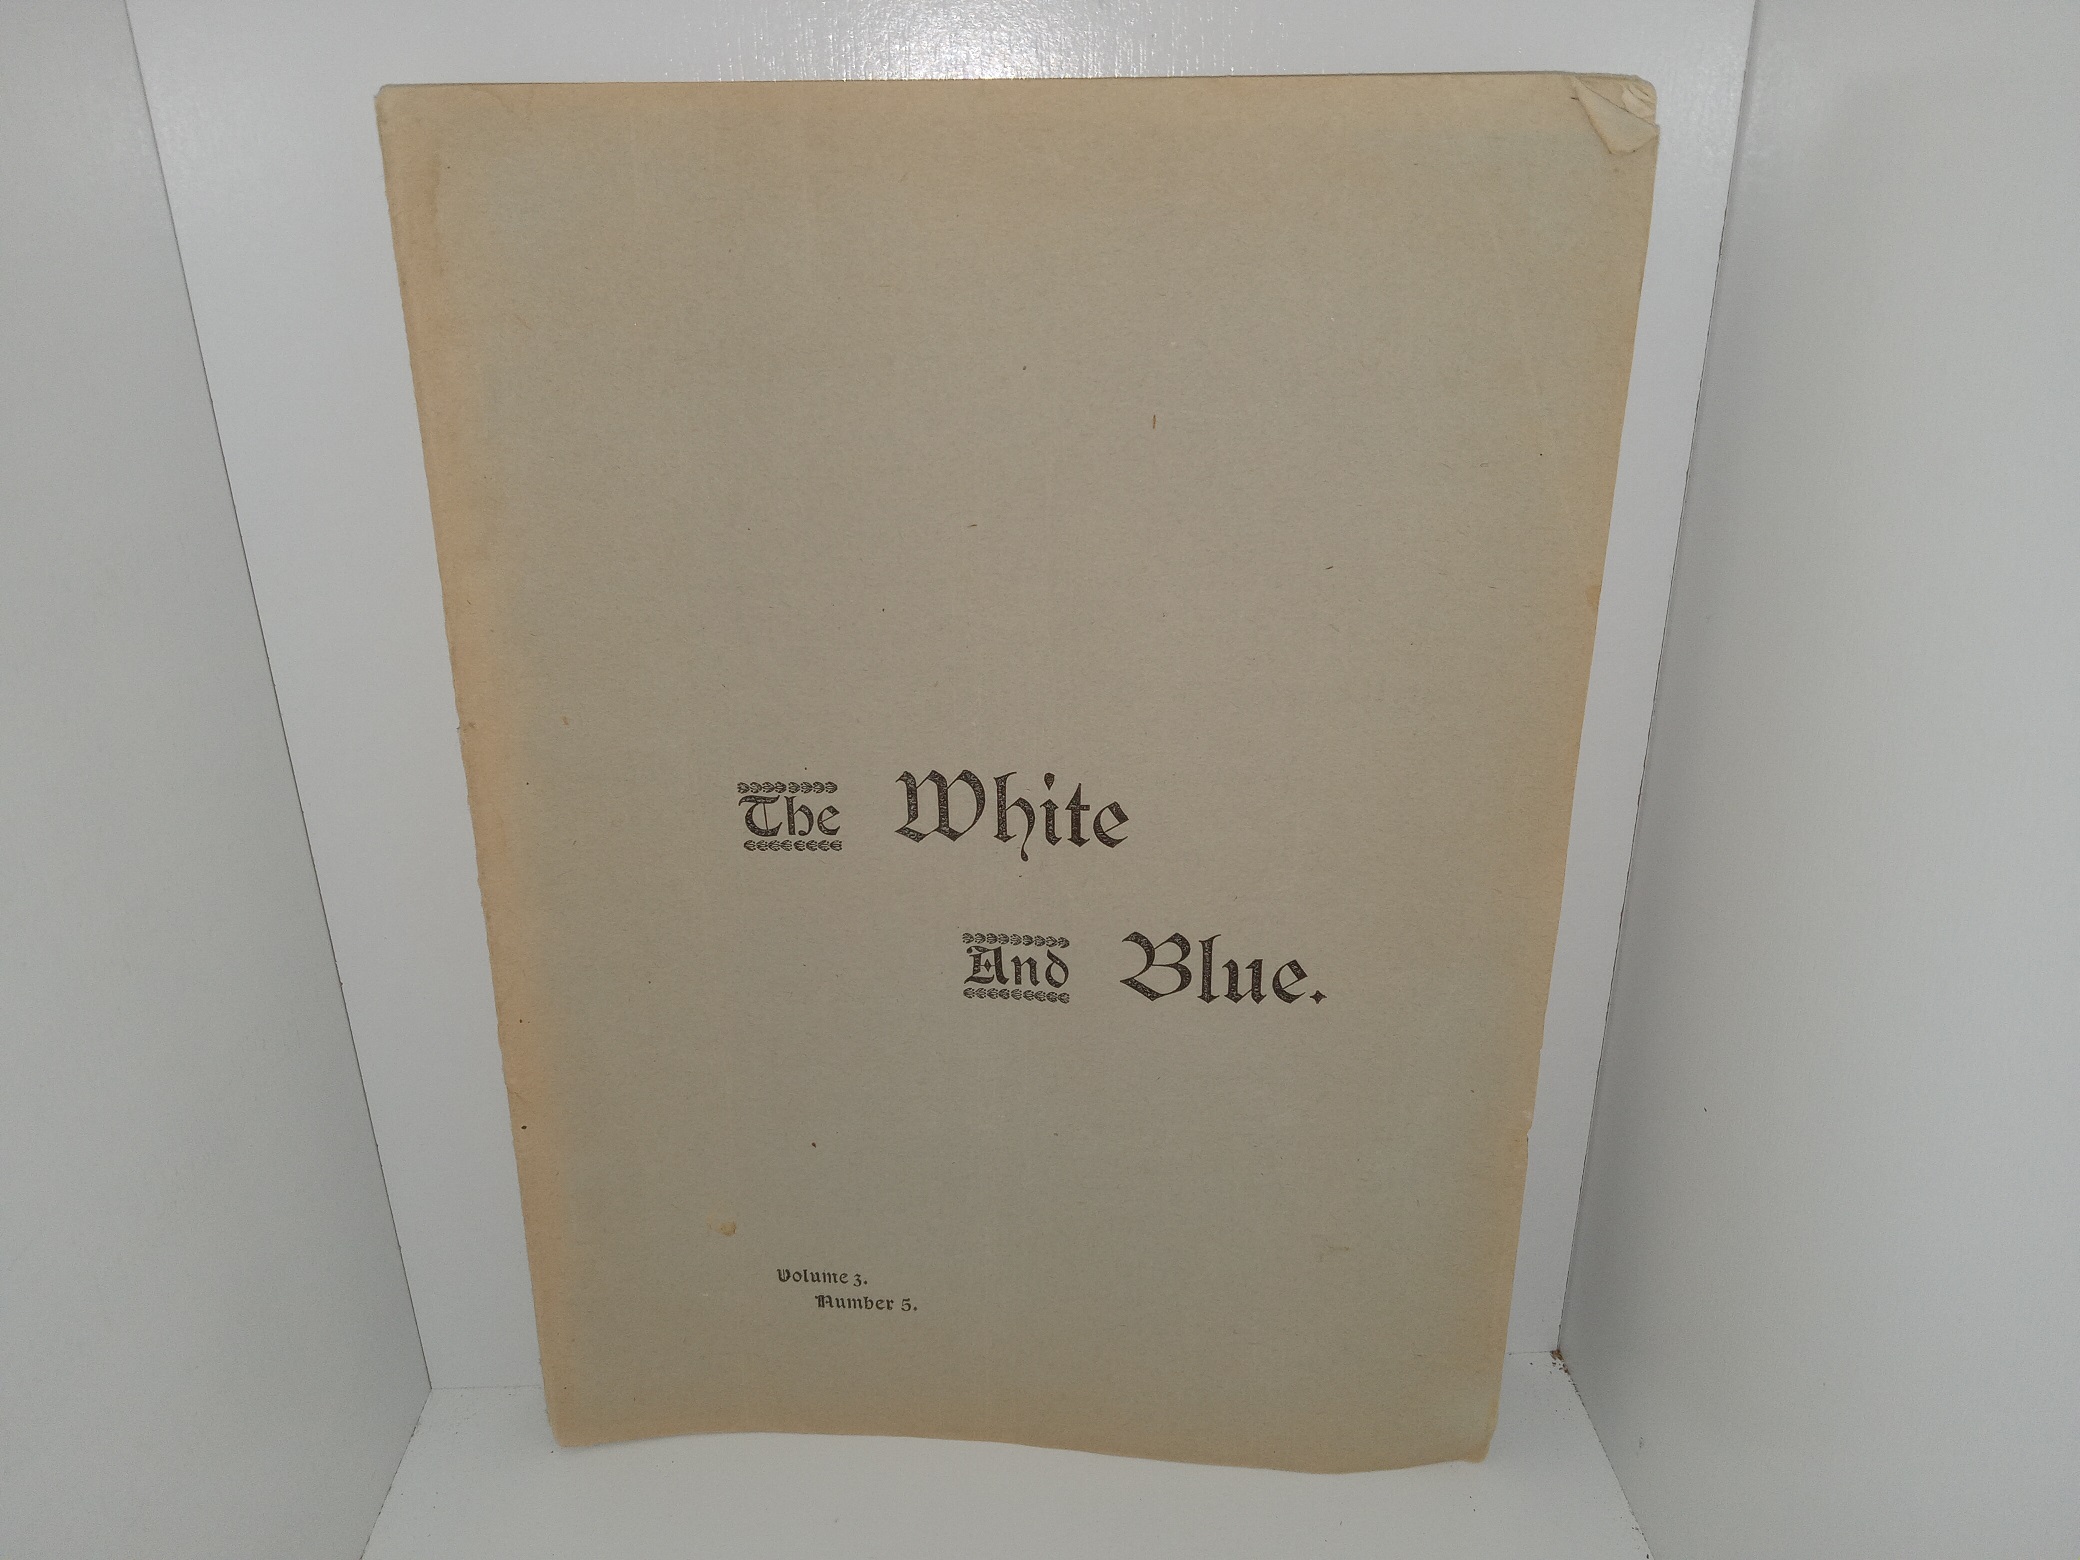 The White
And Blue.
Volume 3.
Number 5.